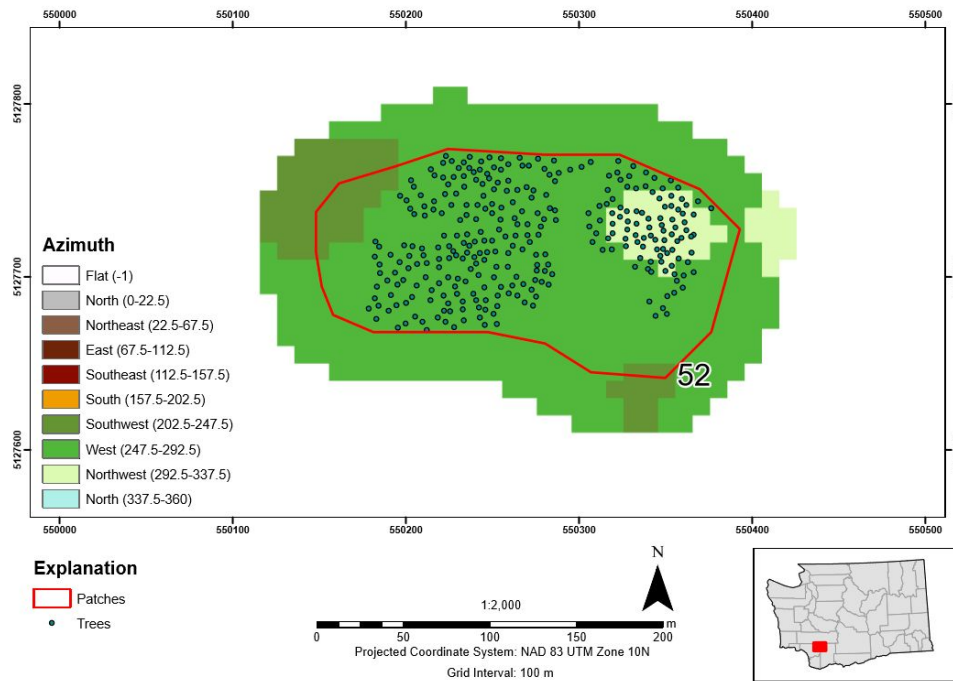 550000 550100 550200 550300 550400 550500
5127800
5127700
5127600
Azimuth
Flat (-1)
North (0-22.5)
Northeast (22.5-67.5)
East (67.5-112.5)
Southeast (112.5-157.5)
South (157.5-202.5)
Southwest (202.5-247.5)
West (247.5-292.5)
Northwest (292.5-337.5)
North (337.5-360)
52
550000 550100 550200 550300 550400 550500
Explanation
Patches
Trees
N
1:2,000
0 50 100 150 200 m
Projected Coordinate System: NAD 83 UTM Zone 10N
Grid Interval: 100 m